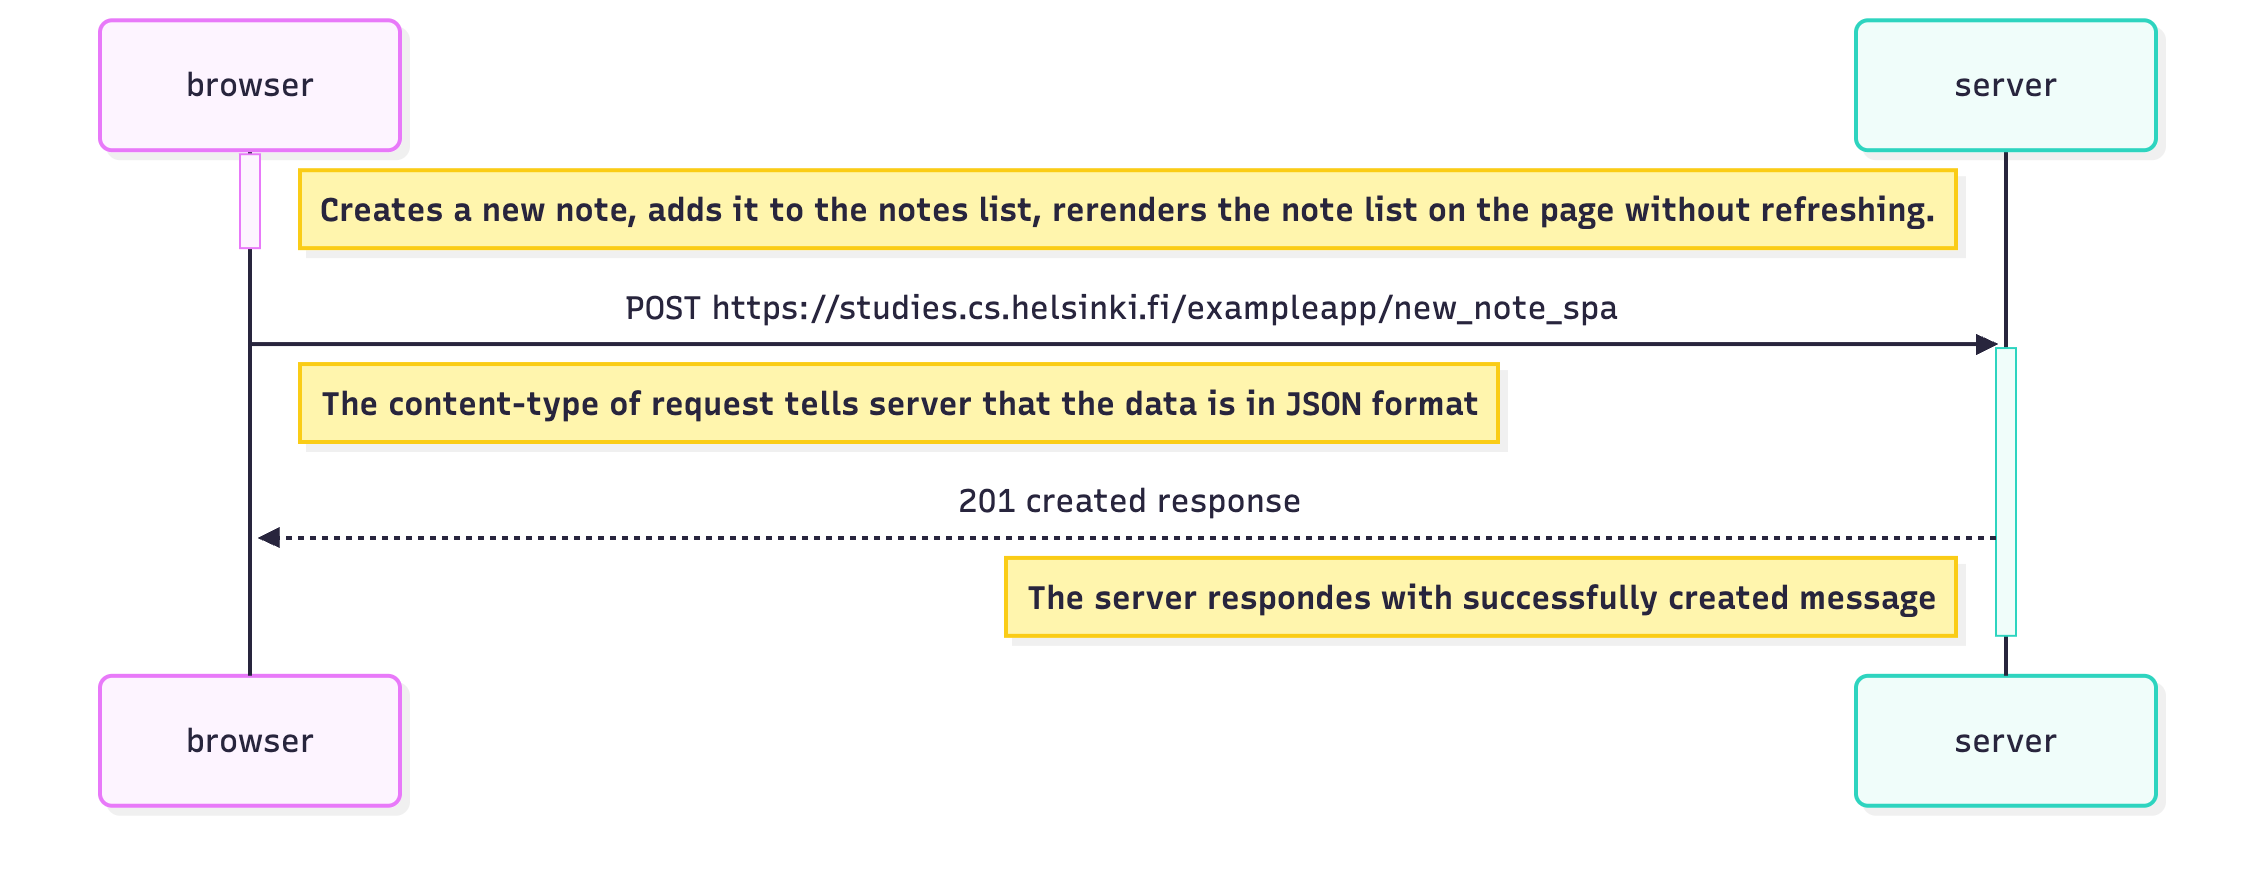 browser
server
Creates a new note, adds it to the notes list, rerenders the note list on the page without refreshing.
POST https://studies.cs.helsinki.fi/exampleapp/new_note_spa
The content-type of request tells server that the data is in JSON format
201 created response
The server respondes with successfully created message
browser
server